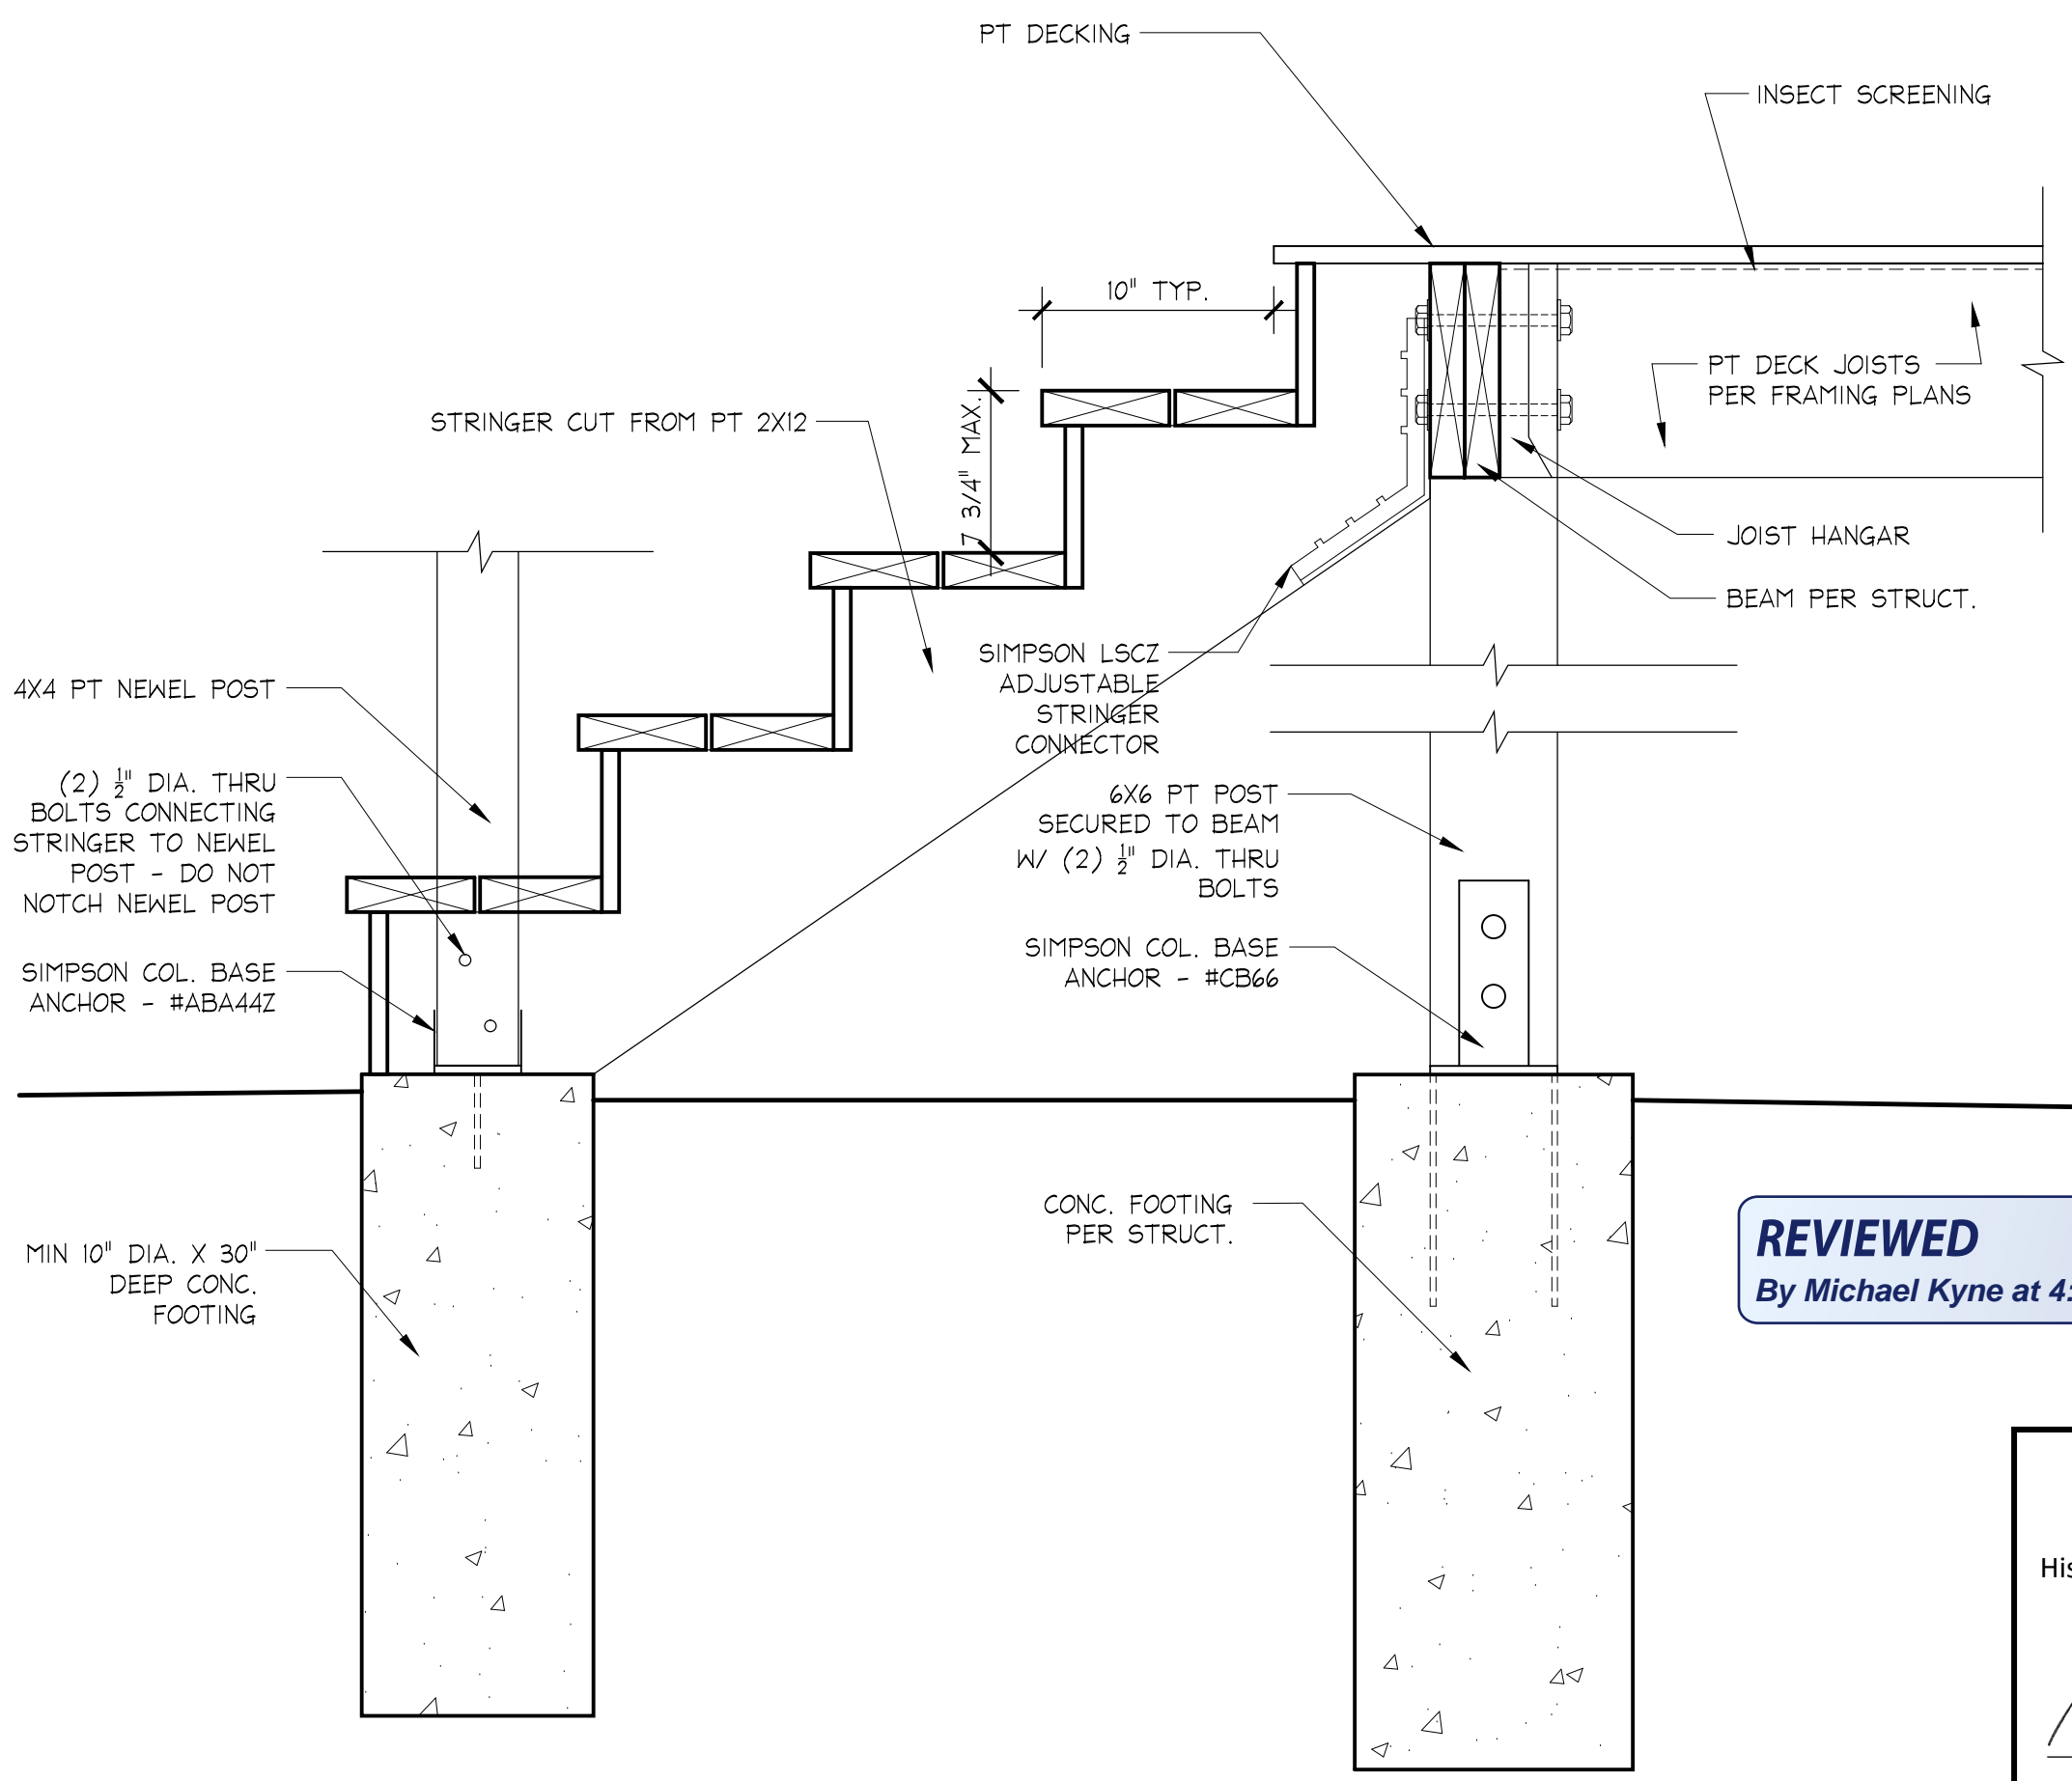 PT DECKING
INSECT SCREENING
10" TYP.
7 3/4" MAX.
STRINGER CUT FROM PT 2X12
PT DECK JOISTS
PER FRAMING PLANS
JOIST HANGAR
BEAM PER STRUCT.
SIMPSON LSCZ
ADJUSTABLE
STRINGER
CONNECTOR
4X4 PT NEWEL POST
(2) ½" DIA. THRU
BOLTS CONNECTING
STRINGER TO NEWEL
POST - DO NOT
NOTCH NEWEL POST
6X6 PT POST
SECURED TO BEAM
W/ (2) ½" DIA. THRU
BOLTS
SIMPSON COL. BASE
ANCHOR - #ABA44Z
SIMPSON COL. BASE
ANCHOR - #CB66
CONC. FOOTING
PER STRUCT.
MIN 10" DIA. X 30"
DEEP CONC.
FOOTING
REVIEWED
By Michael Kyne at 4:
His